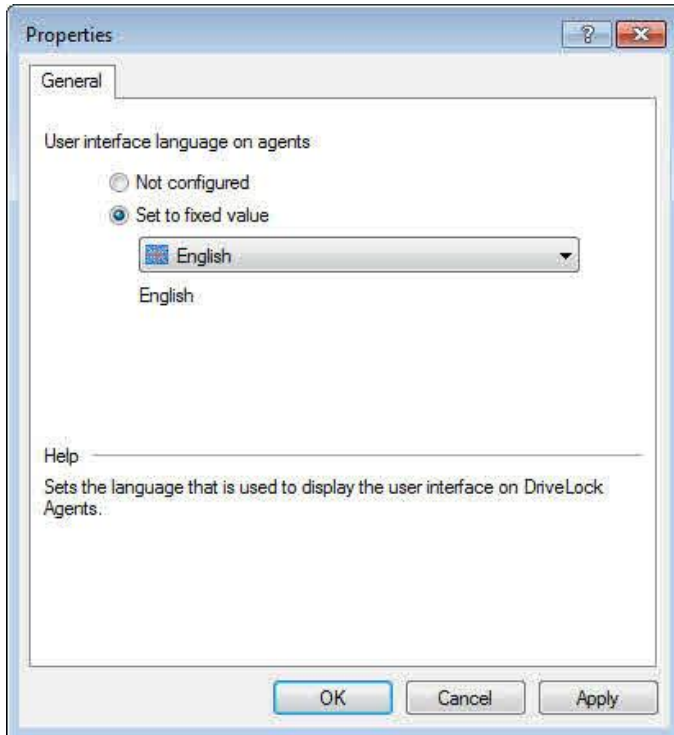 Properties
General
User interface language on agents
Not configured
Set to fixed value
English
English
Help
Sets the language that is used to display the user interface on DriveLock
Agents.
OK
Cancel
Apply